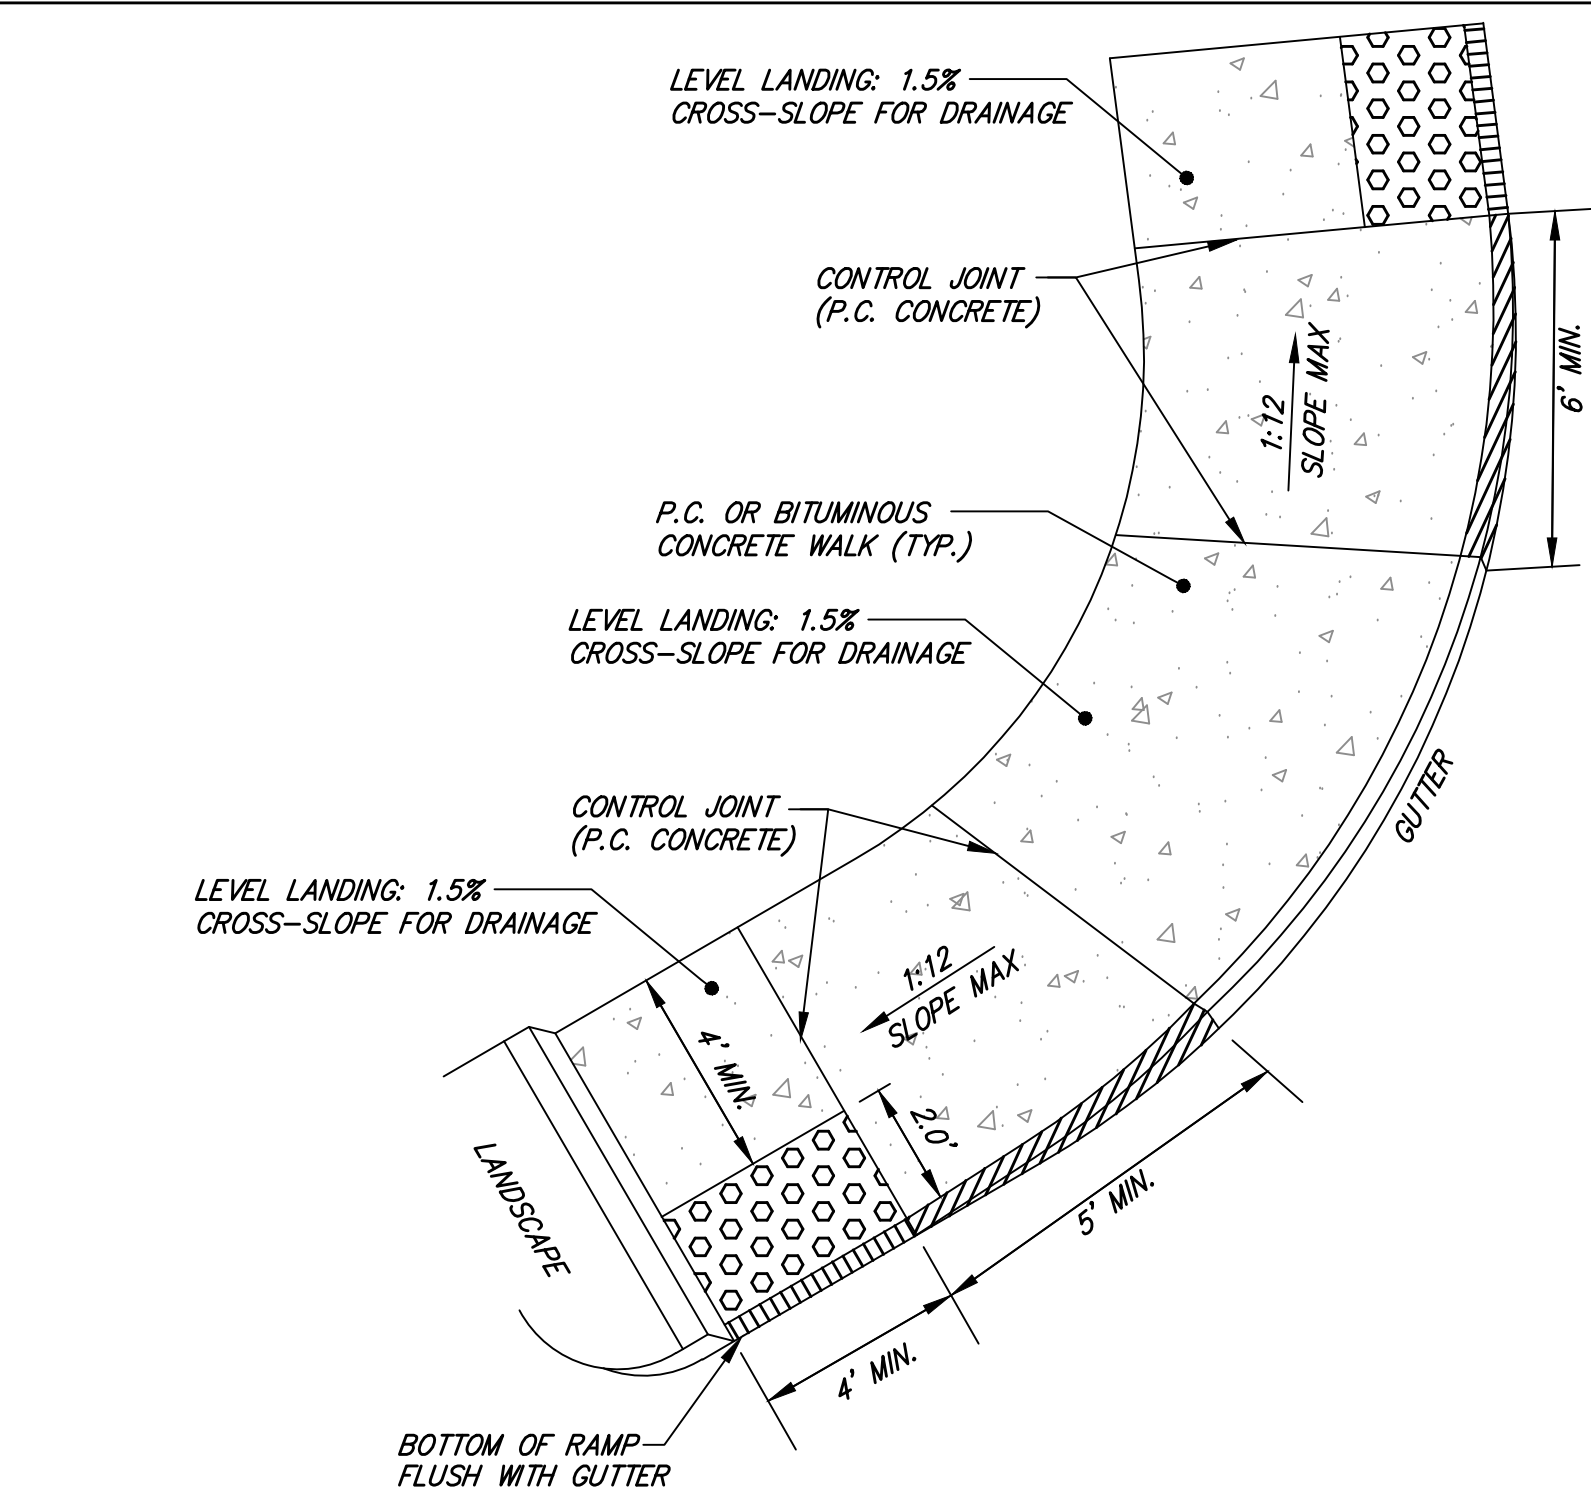 LEVEL LANDING: 1.5%
CROSS-SLOPE FOR DRAINAGE
CONTROL JOINT
(P.C. CONCRETE)
1:12
SLOPE MAX
6' MIN.
P.C. OR BITUMINOUS
CONCRETE WALK (TYP.)
LEVEL LANDING: 1.5%
CROSS-SLOPE FOR DRAINAGE
GUTTER
CONTROL JOINT
(P.C. CONCRETE)
LEVEL LANDING: 1.5%
CROSS-SLOPE FOR DRAINAGE
1:12
SLOPE MAX
4' MIN.
2.0'
LANDSCAPE
5' MIN.
4' MIN.
BOTTOM OF RAMP
FLUSH WITH GUTTER